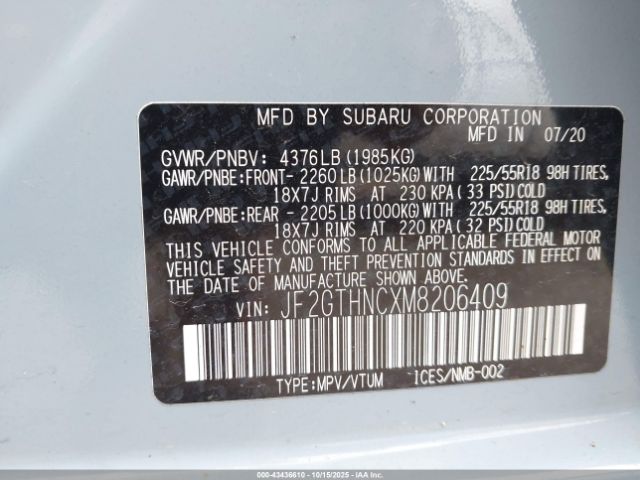 MFD BY SUBARU CORPORATION
MFD IN 07/20
GVWR/PNBV: 4376LB (1985KG)
GAWR/PNBE:FRONT- 2260LB (1025KG)WITH 225/55R18 98H TIRES,
18X7J RIMS AT 230 KPA (33 PSI)COLD
GAWR/PNBE:REAR - 2205LB (1000KG)WITH 225/55R18 98H TIRES,
18X7J RIMS AT 220 KPA (32 PSI)COLD
THIS VEHICLE CONFORMS TO ALL APPLICABLE FEDERAL MOTOR
VEHICLE SAFETY AND THEFT PREVENTION STANDARDS IN EFFECT ON
THE DATE OF MANUFACTURE SHOWN ABOVE.
VIN: JF2GTHNCXM8206409
TYPE:MPV/VTUM ICES/NMB-002
000-43436610 - 10/15/2025 - COPYRIGHT IAA, LLC